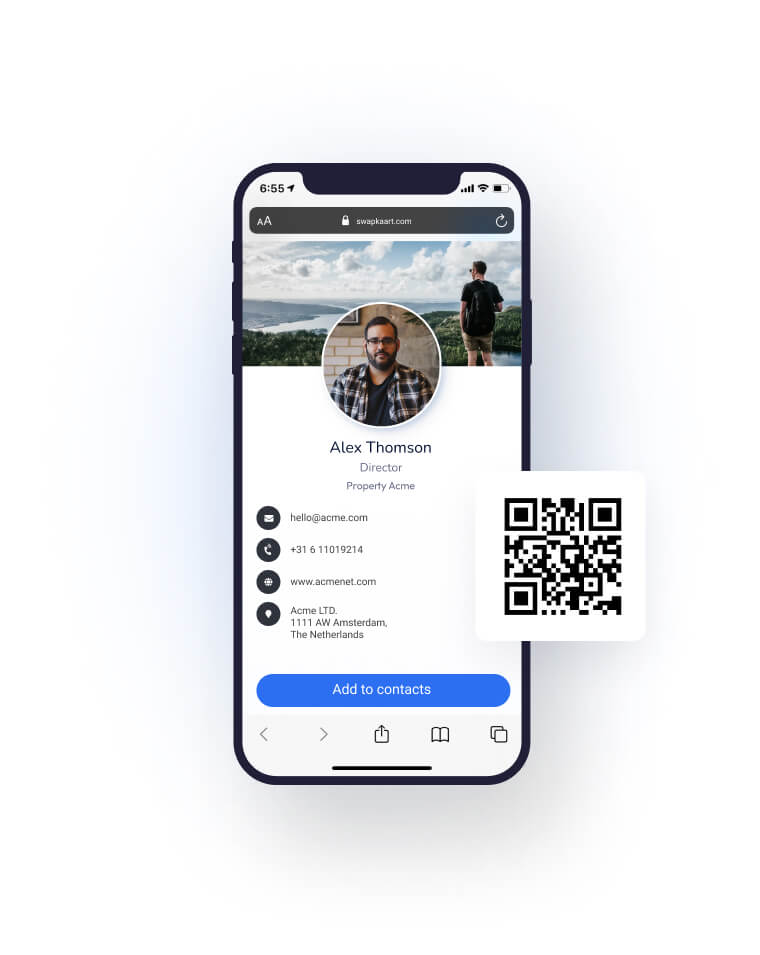 6:55
AA swapkaart.com
Alex Thomson
Director
Property Acme
hello@acme.com
+31 6 11019214
www.acmenet.com
Acme LTD.
1111 AW Amsterdam,
The Netherlands
Add to contacts